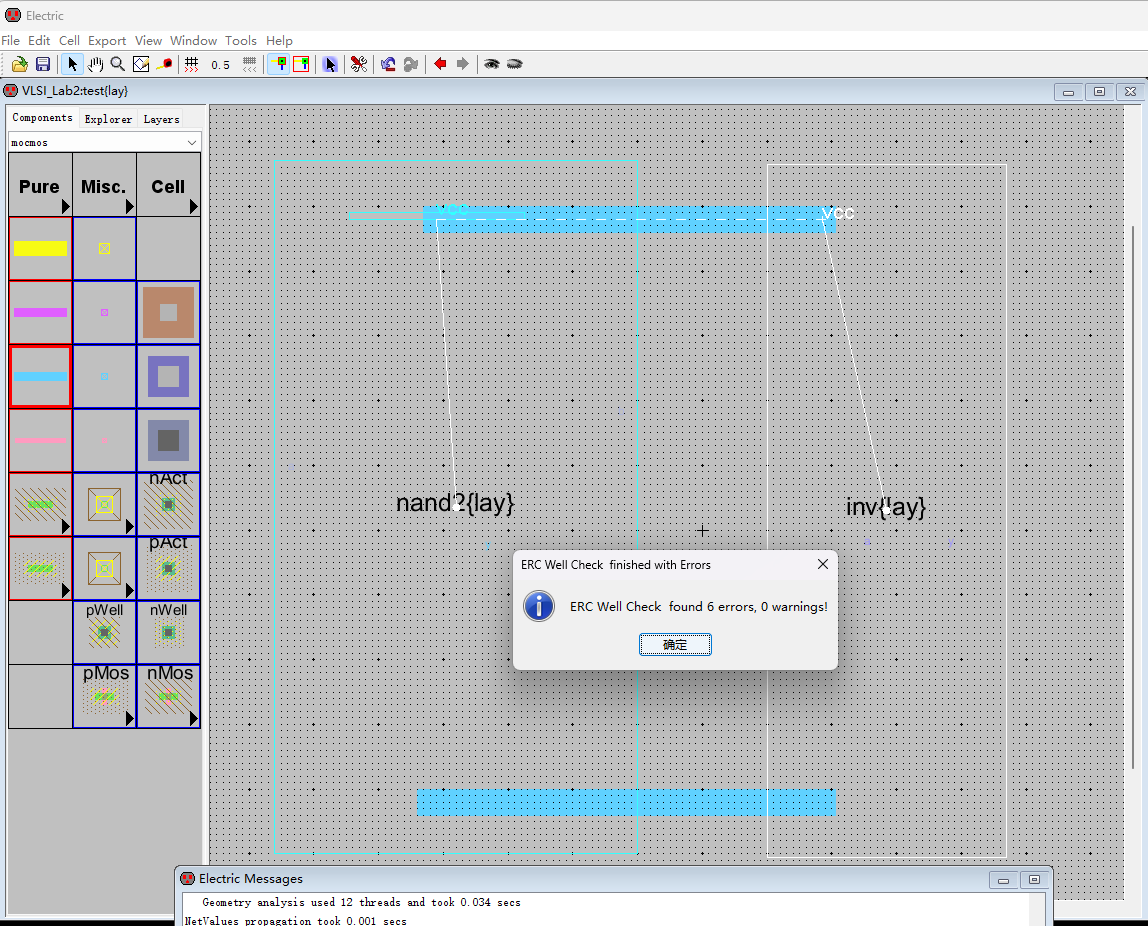 Electric
File Edit Cell Export View Window Tools Help
0.5
VLSI_Lab2:test{lay}
Components Explorer Layers
mocmos
Pure Misc. Cell
nAct
pAct
pWell nWell
pMos nMos
vcc
vcc
nand2{lay}
inv{lay}
ERC Well Check finished with Errors
ERC Well Check found 6 errors, 0 warnings!
确定
Electric Messages
Geometry analysis used 12 threads and took 0.034 secs
NetValues propagation took 0.001 secs